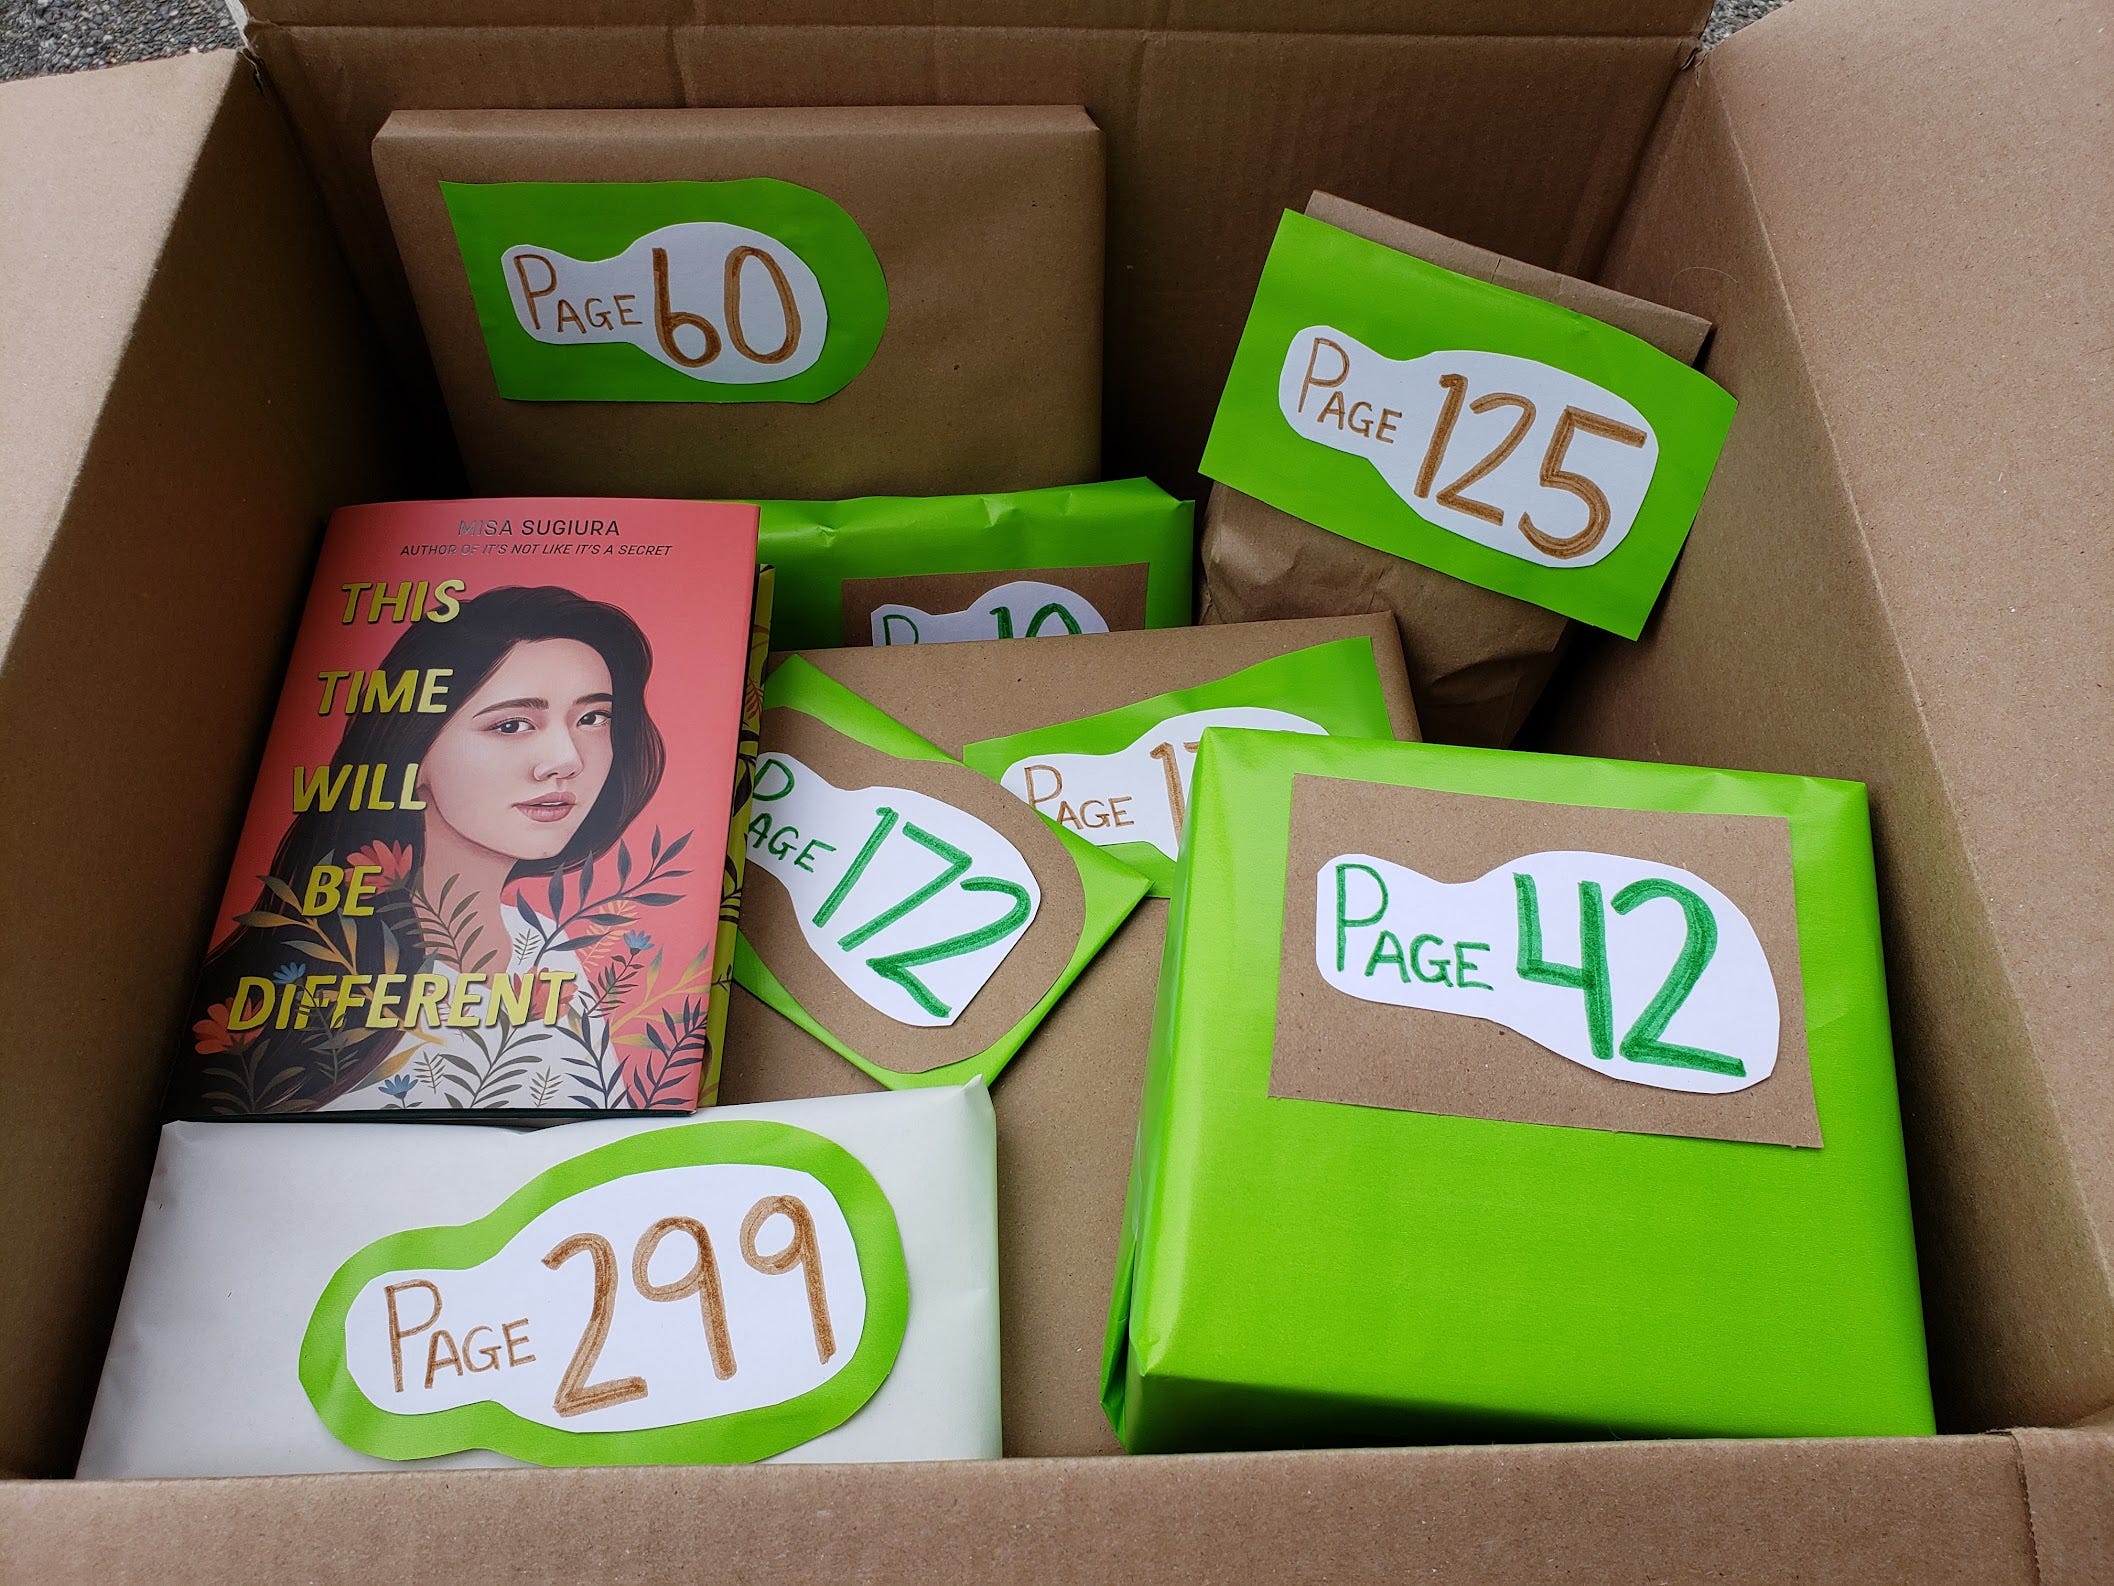 PAGE 60
PAGE 125
MISA SUGIURA
AUTHOR OF IT'S NOT LIKE IT'S A SECRET
THIS
TIME
WILL
BE
DIFFERENT
PAGE 172
PAGE
PAGE 42
PAGE 299